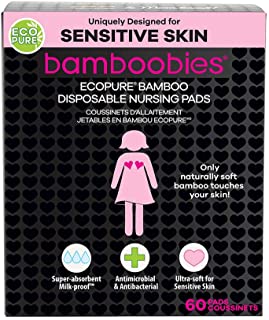 Uniquely Designed for
SENSITIVE SKIN
ECO
PURE
bamboobies®
ECOPURE® BAMBOO
DISPOSABLE NURSING PADS
COUSSINETS D'ALLAITEMENT
JETABLES EN BAMBOU ECOPURE
Only
naturally soft
bamboo touches
your skin!
Super-absorbent
Milk-proof™
Antimicrobial
& Antibacterial
Ultra-soft for
Sensitive Skin
60 PADS
COUSSINETS